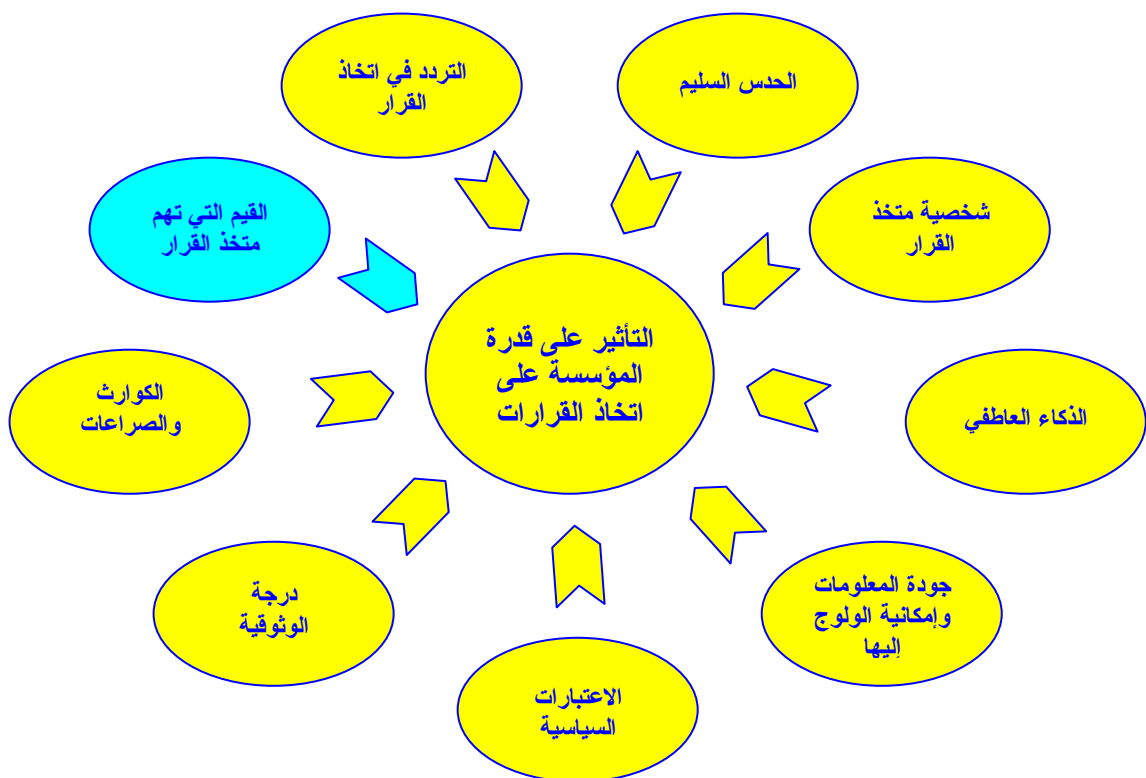 الحدس السليم
التردد في اتخاذ
القرار
شخصية متخذ
القرار
القيم التي تهم
متخذ القرار
التأثير على قدرة
المؤسسة على
اتخاذ القرارات
الذكاء العاطفي
الكوارث
والصراعات
جودة المعلومات
وإمكانية الولوج
إليها
درجة
الوثوقية
الاعتبارات
السياسية